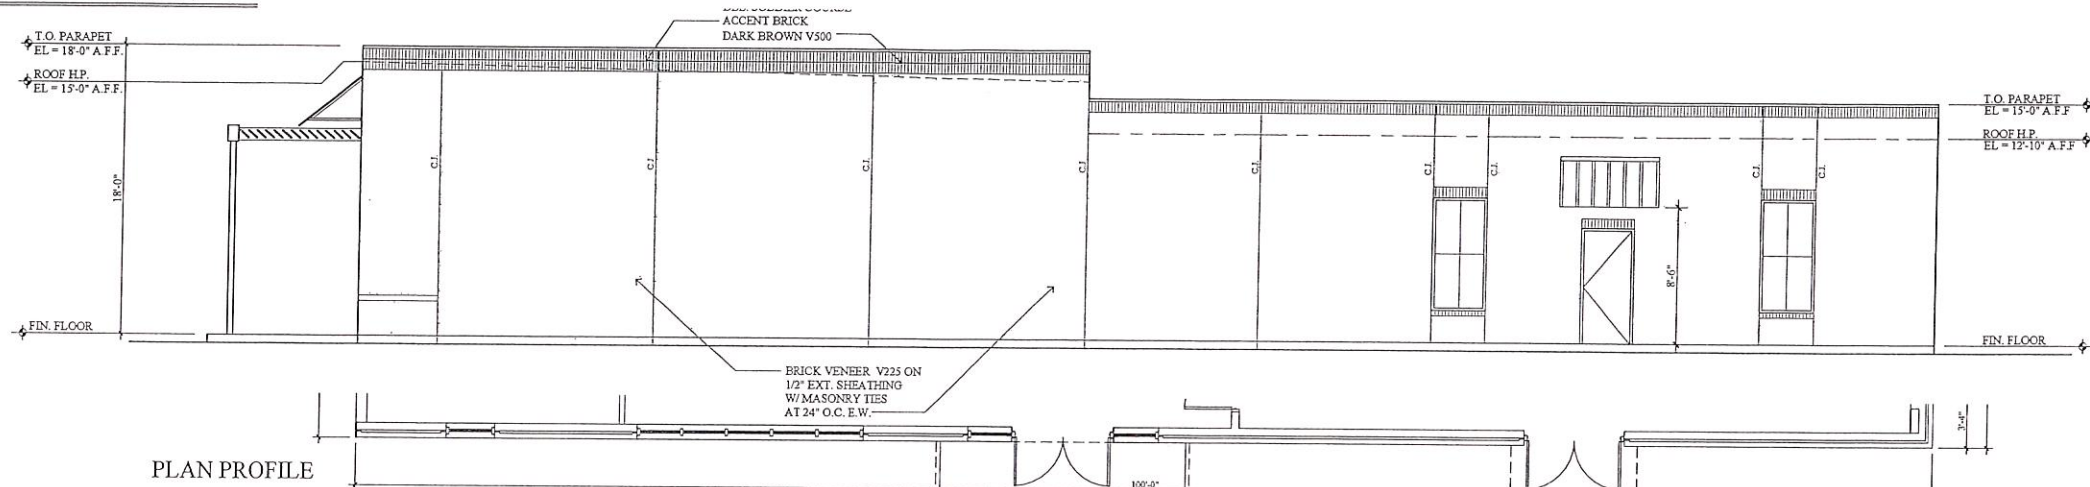 ACCENT BRICK
DARK BROWN V500
T.O. PARAPET
EL = 18'-0" A.F.F.
ROOF H.P.
EL = 15'-0" A.F.F.
T.O. PARAPET
EL = 15'-0" A.F.F
ROOF H.P.
EL = 12'-10" A.F.F
18'-0"
C.J.
C.J.
C.J.
C.J.
C.J.
C.J.
C.J.
C.J.
C.J.
8'-6"
FIN. FLOOR
FIN. FLOOR
BRICK VENEER V225 ON
1/2" EXT. SHEATHING
W/ MASONRY TIES
AT 24" O.C. E.W.
3'-4"
PLAN PROFILE
100'-0"